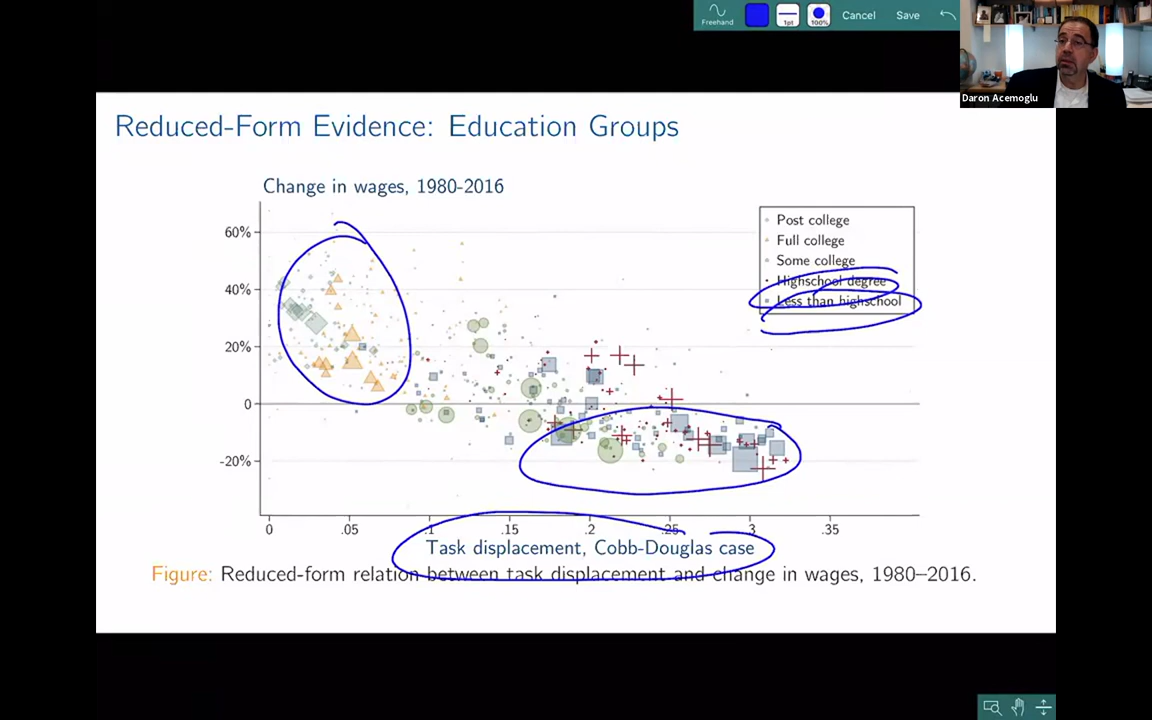 Freehand
1pt
100%
Cancel
Save
Daron Acemoglu
Reduced-Form Evidence: Education Groups
Change in wages, 1980-2016
60%
40%
20%
0
-20%
Post college
Full college
Some college
Highschool degree
Less than highschool
0 .05 .1 .15 .2 .25 .3 .35
Task displacement, Cobb-Douglas case
Figure: Reduced-form relation between task displacement and change in wages, 1980–2016.